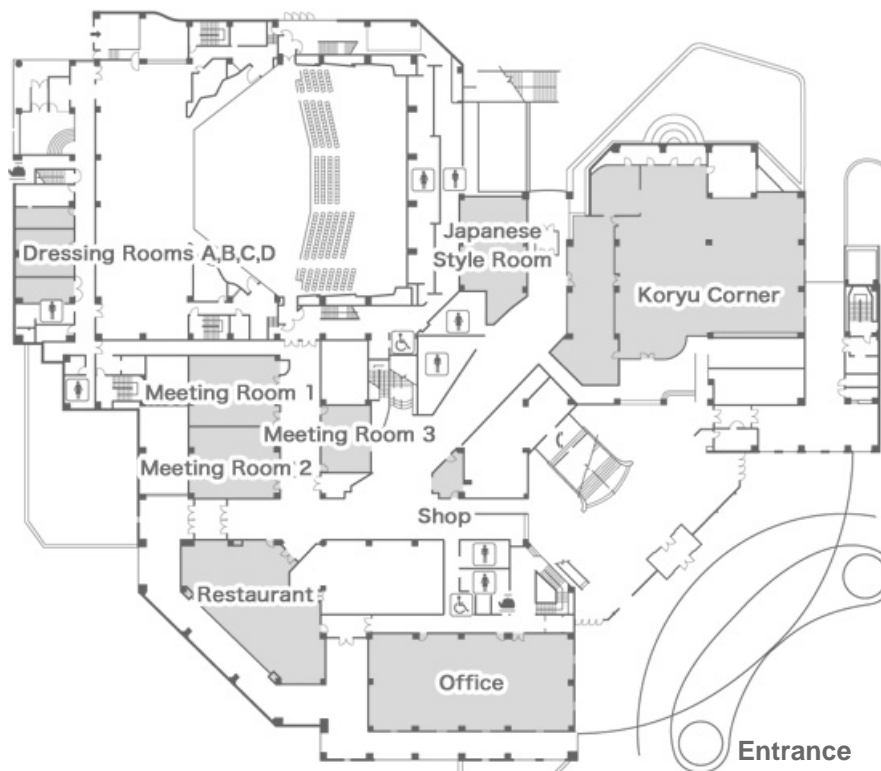 Japanese
Style Room
Dressing Rooms A,B,C,D
Koryu Corner
Meeting Room 1
Meeting Room 3
Meeting Room 2
Shop
Restaurant
Office
Entrance